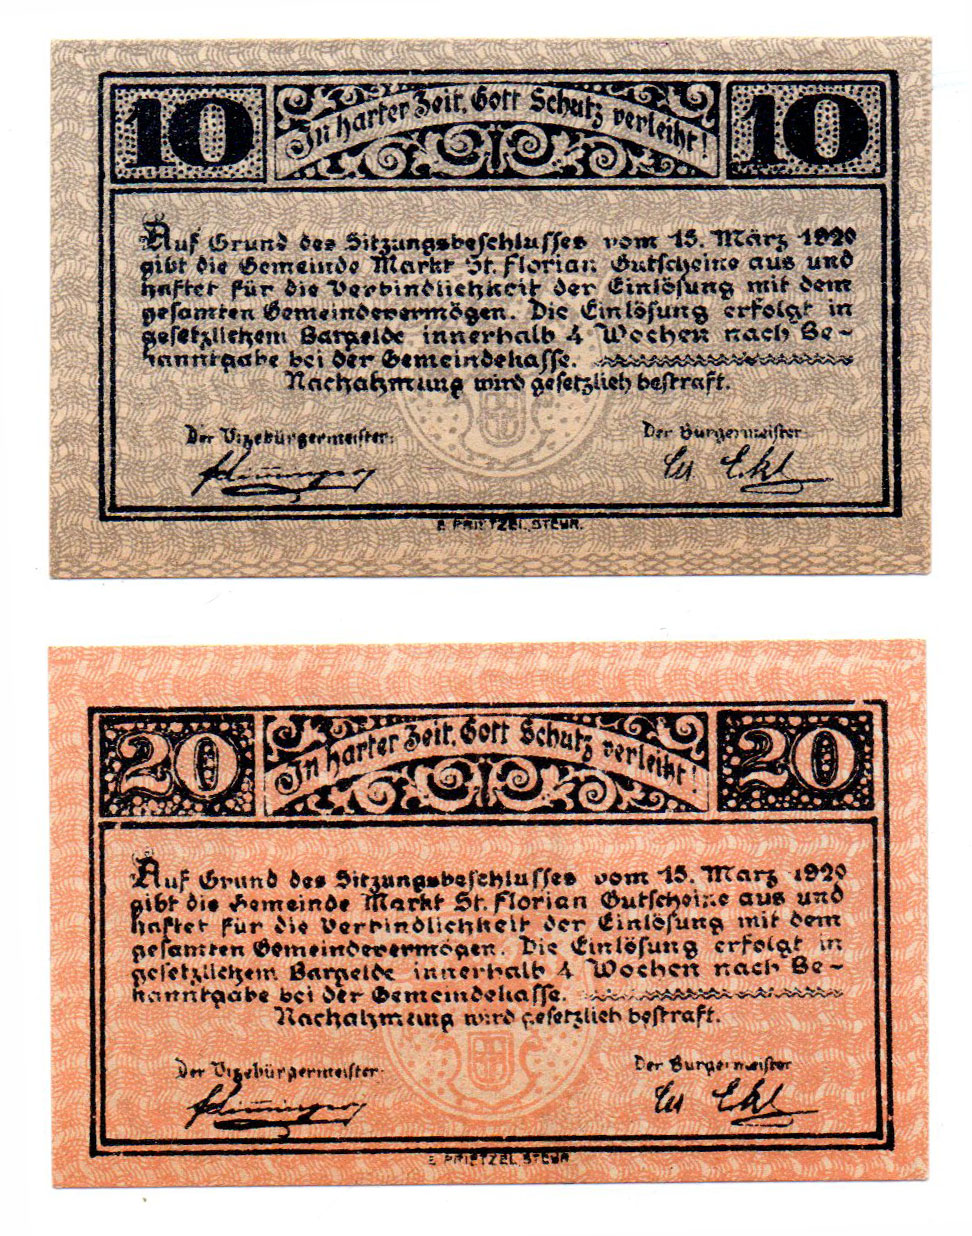 10 In harter Zeit, Gott Schutz verleiht! 10
Auf Grund des Sitzungsbeschlusses vom 15. März 1920
gibt die Gemeinde Markt St. Florian Gutscheine aus und
haftet für die Verbindlichkeit der Einlösung mit dem
gesamten Gemeindevermögen. Die Einlösung erfolgt in
gesetzlichem Bargelde innerhalb 4 Wochen nach Be-
kanntgabe bei der Gemeindekasse.
Nachahmung wird gesetzlich bestraft.
Der Vizebürgermeister: Der Bürgermeister
E. PRIETZEL, STEYR.
20 In harter Zeit, Gott Schutz verleiht! 20
Auf Grund des Sitzungsbeschlusses vom 15. März 1920
gibt die Gemeinde Markt St. Florian Gutscheine aus und
haftet für die Verbindlichkeit der Einlösung mit dem
gesamten Gemeindevermögen. Die Einlösung erfolgt in
gesetzlichem Bargelde innerhalb 4 Wochen nach Be-
kanntgabe bei der Gemeindekasse.
Nachahmung wird gesetzlich bestraft.
Der Vizebürgermeister: Der Bürgermeister
E. PRIETZEL, STEYR